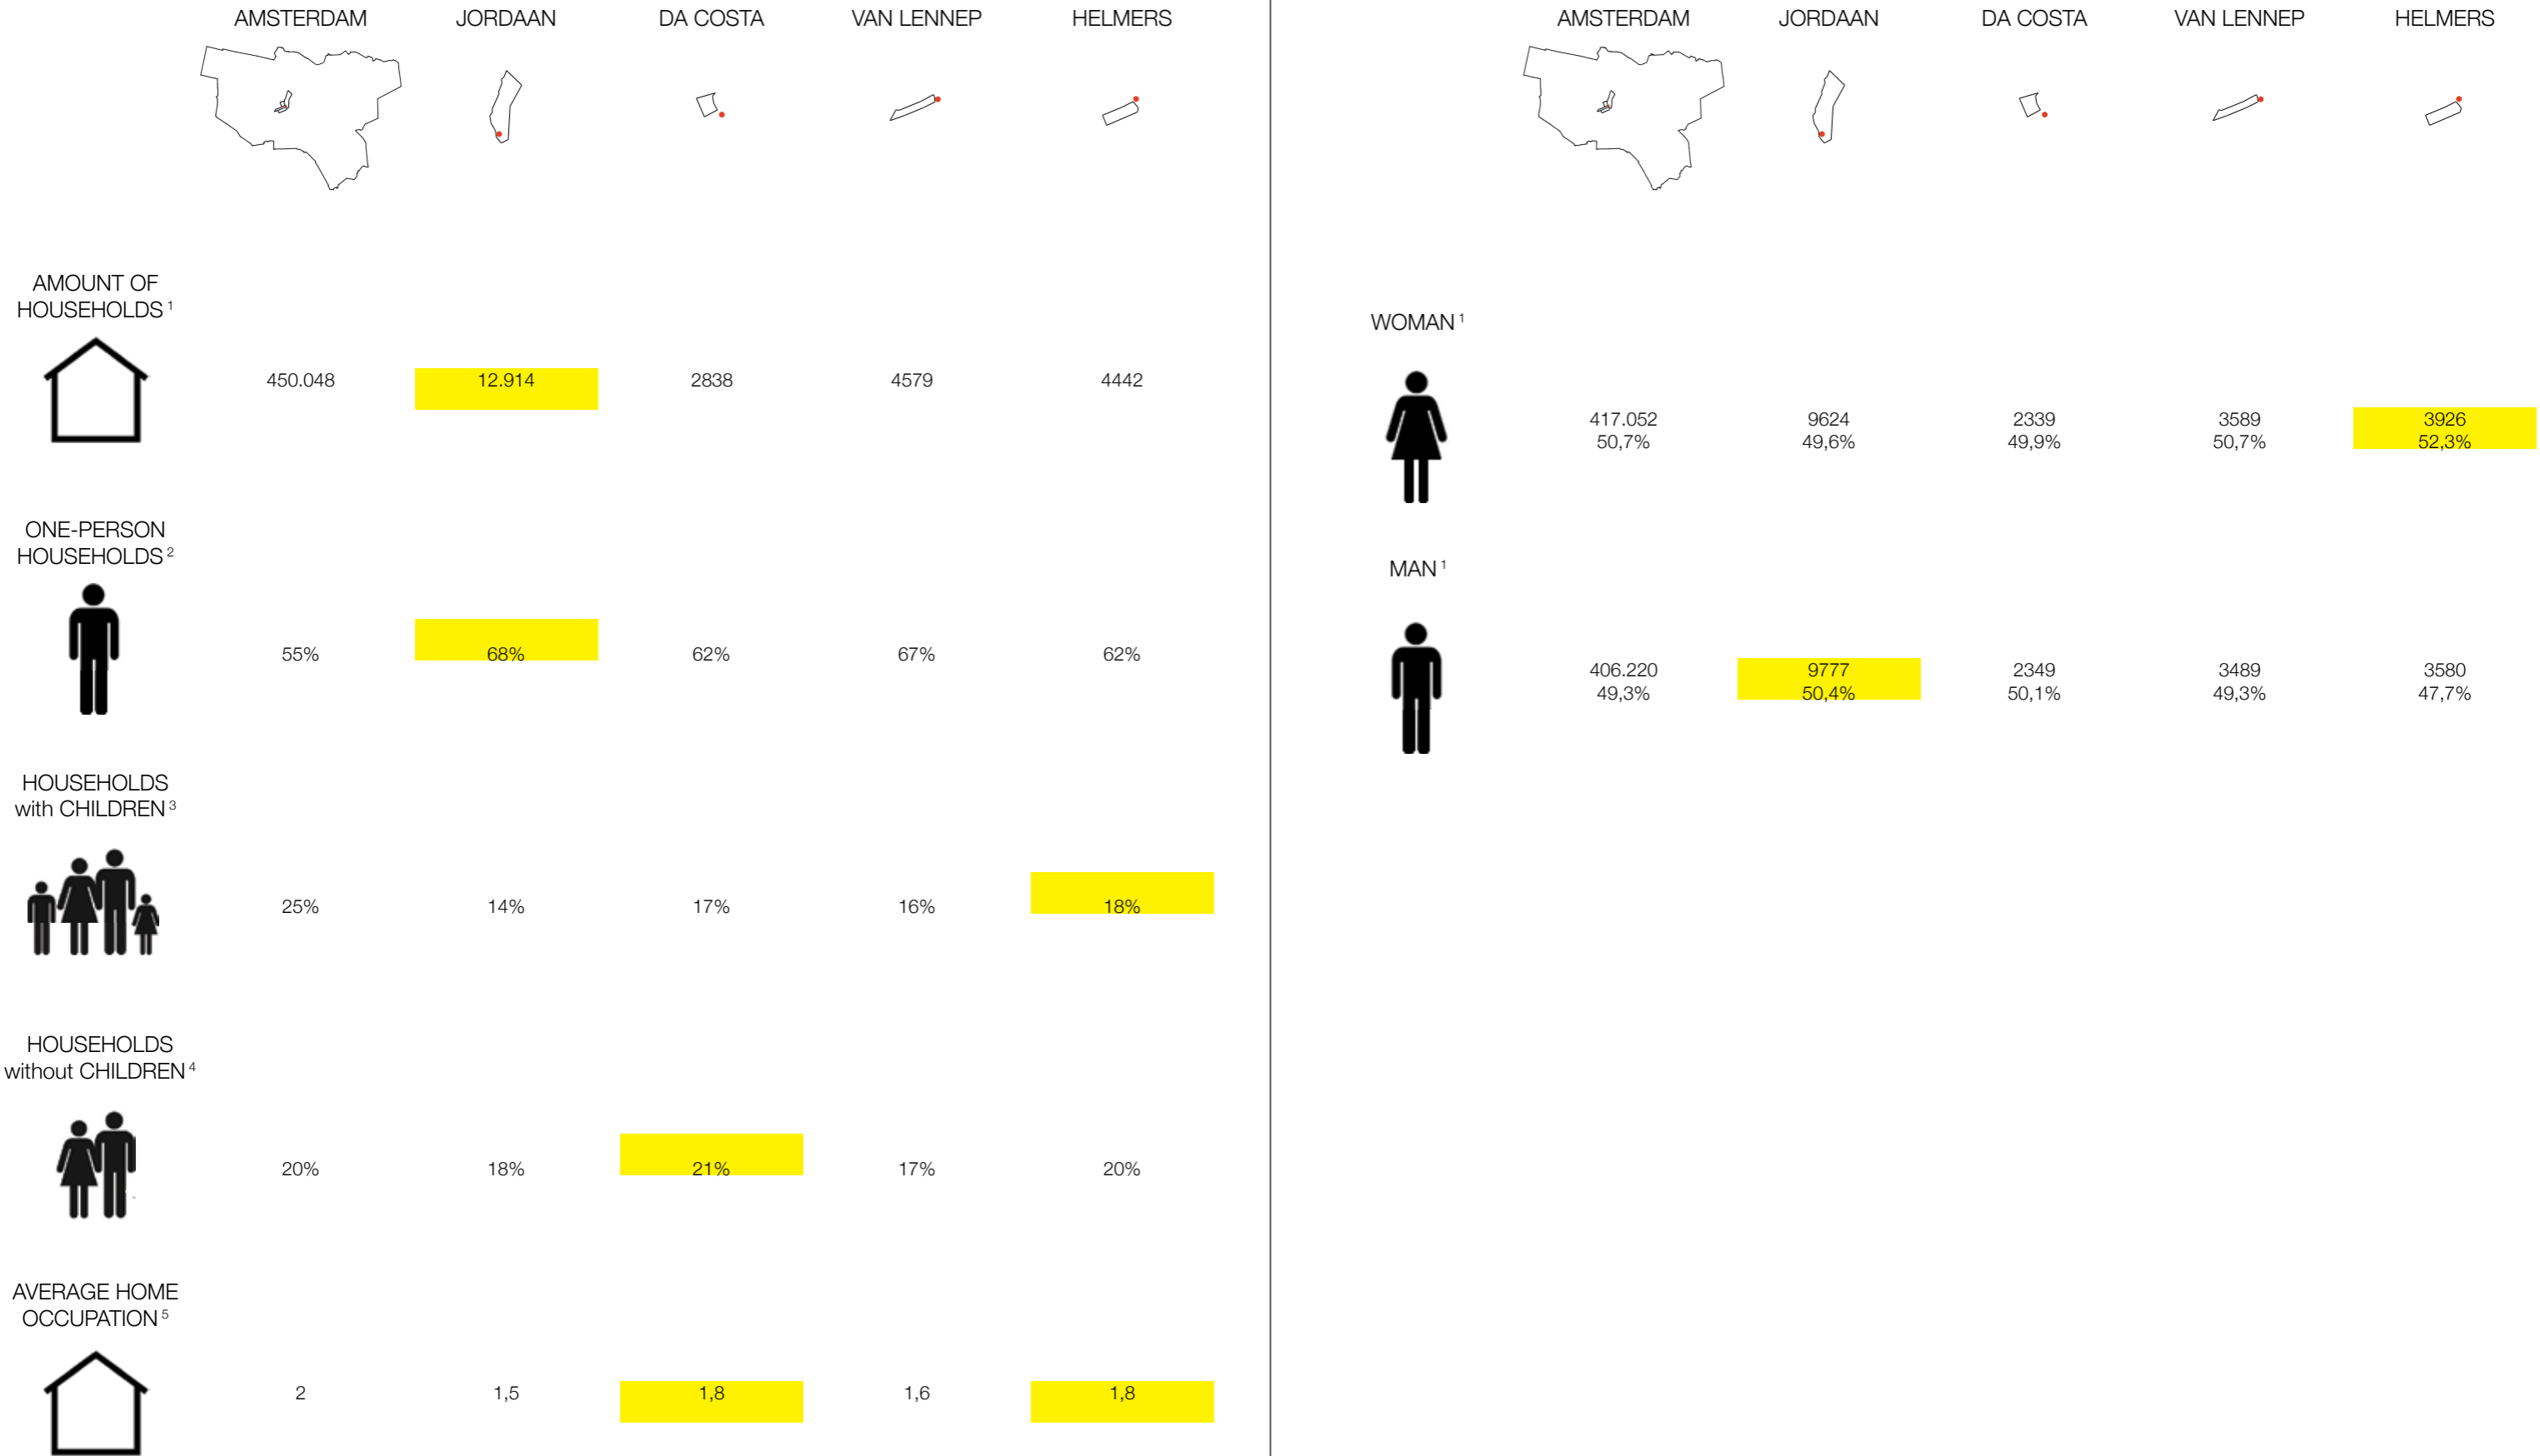 AMSTERDAM JORDAAN DA COSTA VAN LENNEP HELMERS
AMOUNT OF
HOUSEHOLDS 1
450.048 12.914 2838 4579 4442
ONE-PERSON
HOUSEHOLDS 2
55% 68% 62% 67% 62%
HOUSEHOLDS
with CHILDREN 3
25% 14% 17% 16% 18%
HOUSEHOLDS
without CHILDREN 4
20% 18% 21% 17% 20%
AVERAGE HOME
OCCUPATION 5
2 1,5 1,8 1,6 1,8
AMSTERDAM JORDAAN DA COSTA VAN LENNEP HELMERS
WOMAN 1
417.052 9624 2339 3589 3926
50,7% 49,6% 49,9% 50,7% 52,3%
MAN 1
406.220 9777 2349 3489 3580
49,3% 50,4% 50,1% 49,3% 47,7%